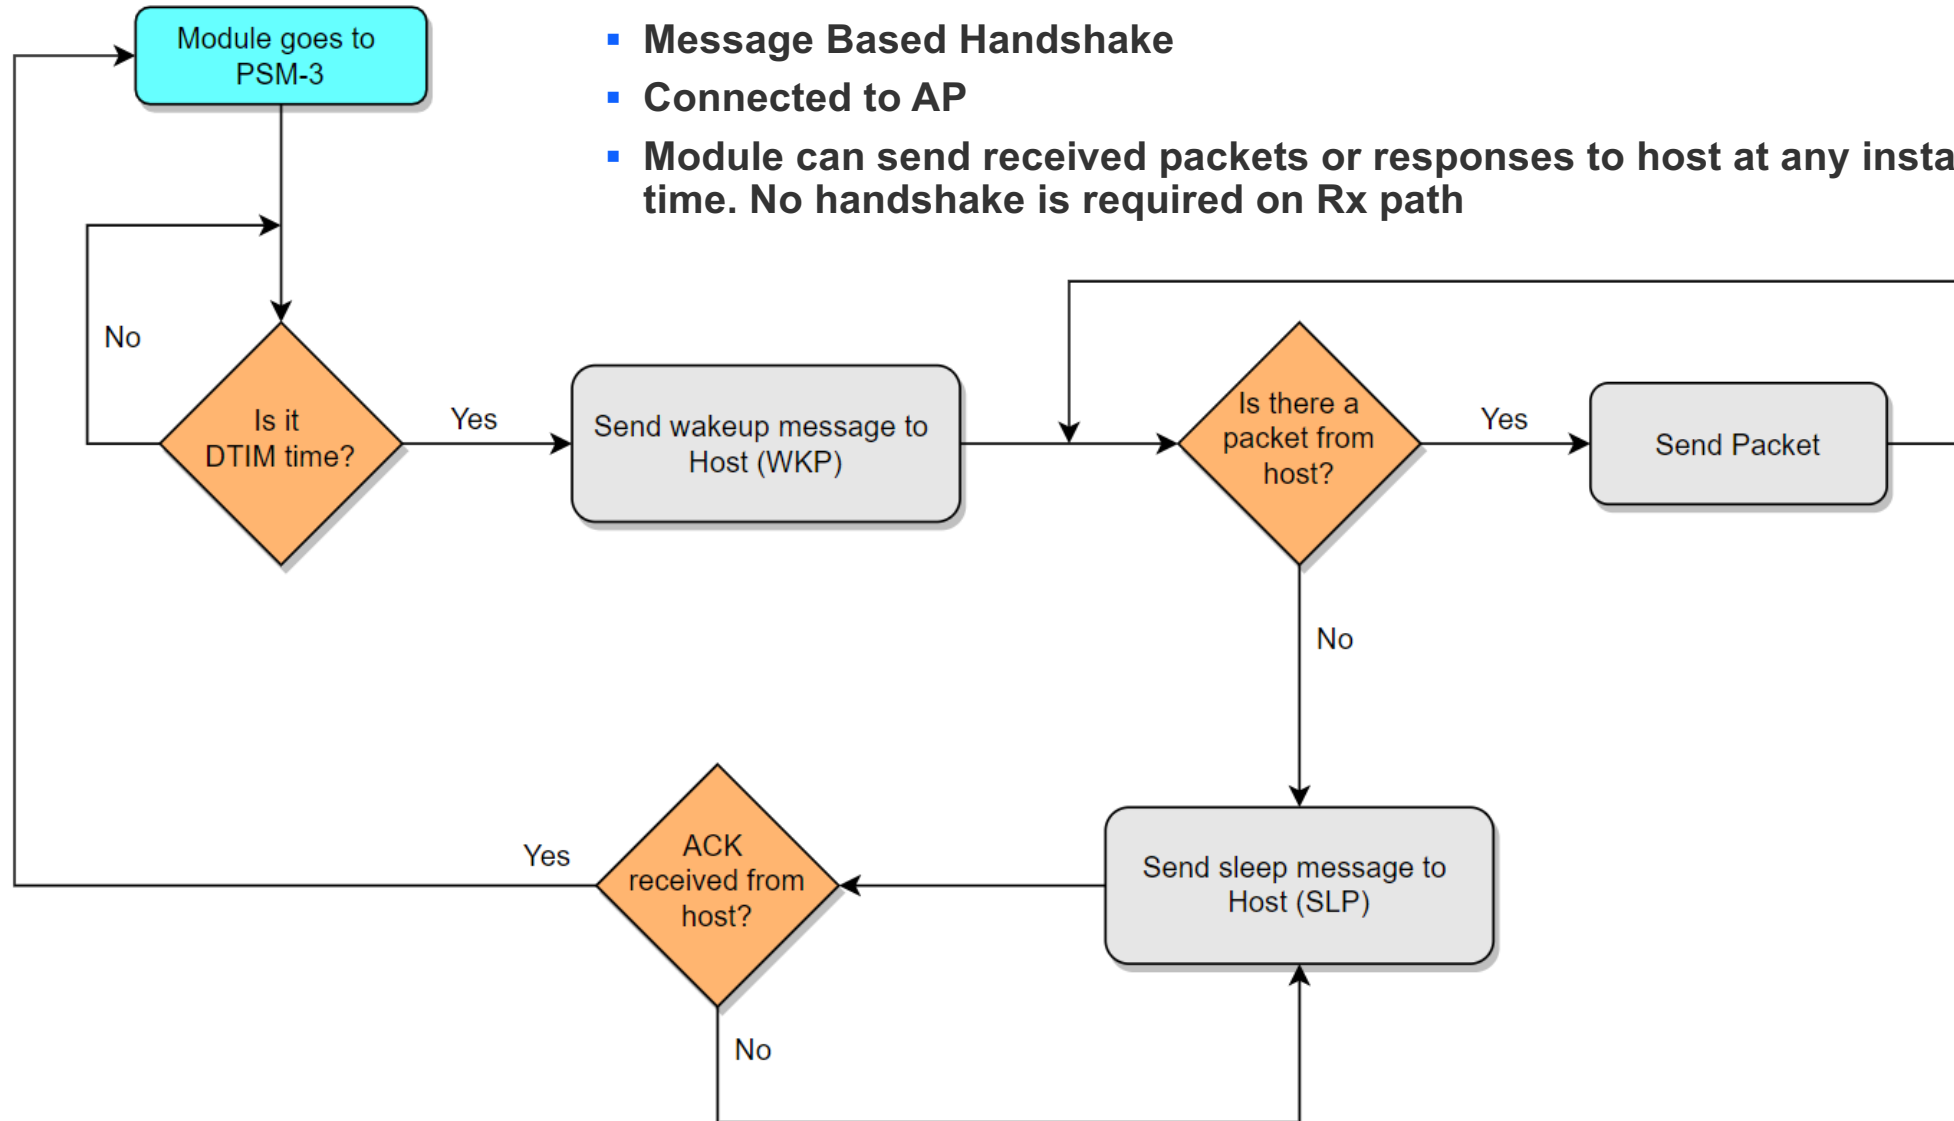 Module goes to
PSM-3
Message Based Handshake
Connected to AP
Module can send received packets or responses to host at any insta
time. No handshake is required on Rx path
No
Is it
DTIM time?
Yes
Send wakeup message to
Host (WKP)
Is there a
packet from
host?
Yes
Send Packet
No
ACK
received from
host?
Yes
Send sleep message to
Host (SLP)
No